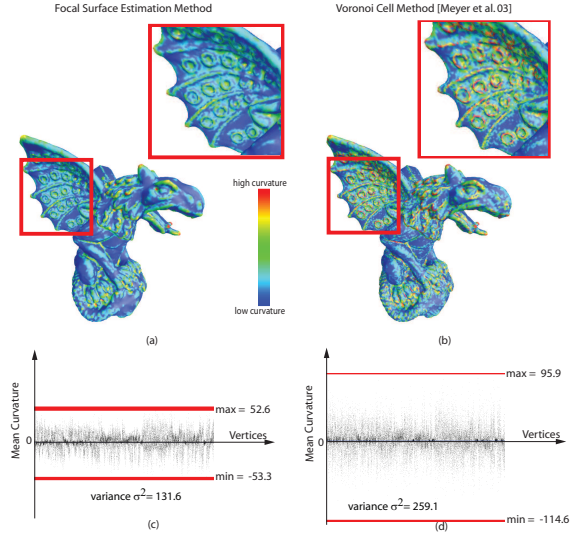 Focal Surface Estimation Method
Voronoi Cell Method [Meyer et al. 03]
high curvature
low curvature
(a)
(b)
Mean Curvature
0
max = 52.6
Vertices
min = -53.3
variance σ²= 131.6
(c)
Mean Curvature
0
max = 95.9
Vertices
variance σ² = 259.1
min = -114.6
(d)